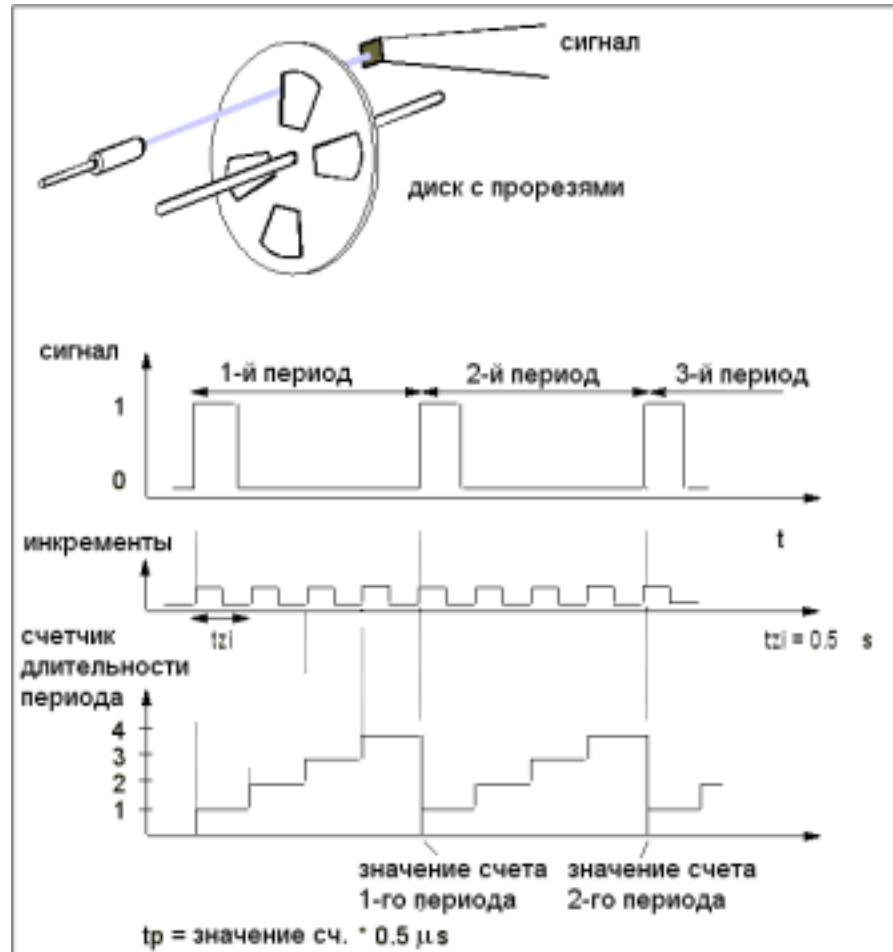 сигнал
диск с прорезями
сигнал
1-й период 2-й период 3-й период
1
0
t
инкременты
tzi
tzi = 0.5 s
счетчик
длительности
периода
4
3
2
1
значение счета
1-го периода
значение счета
2-го периода
tp = значение сч. * 0.5 μs